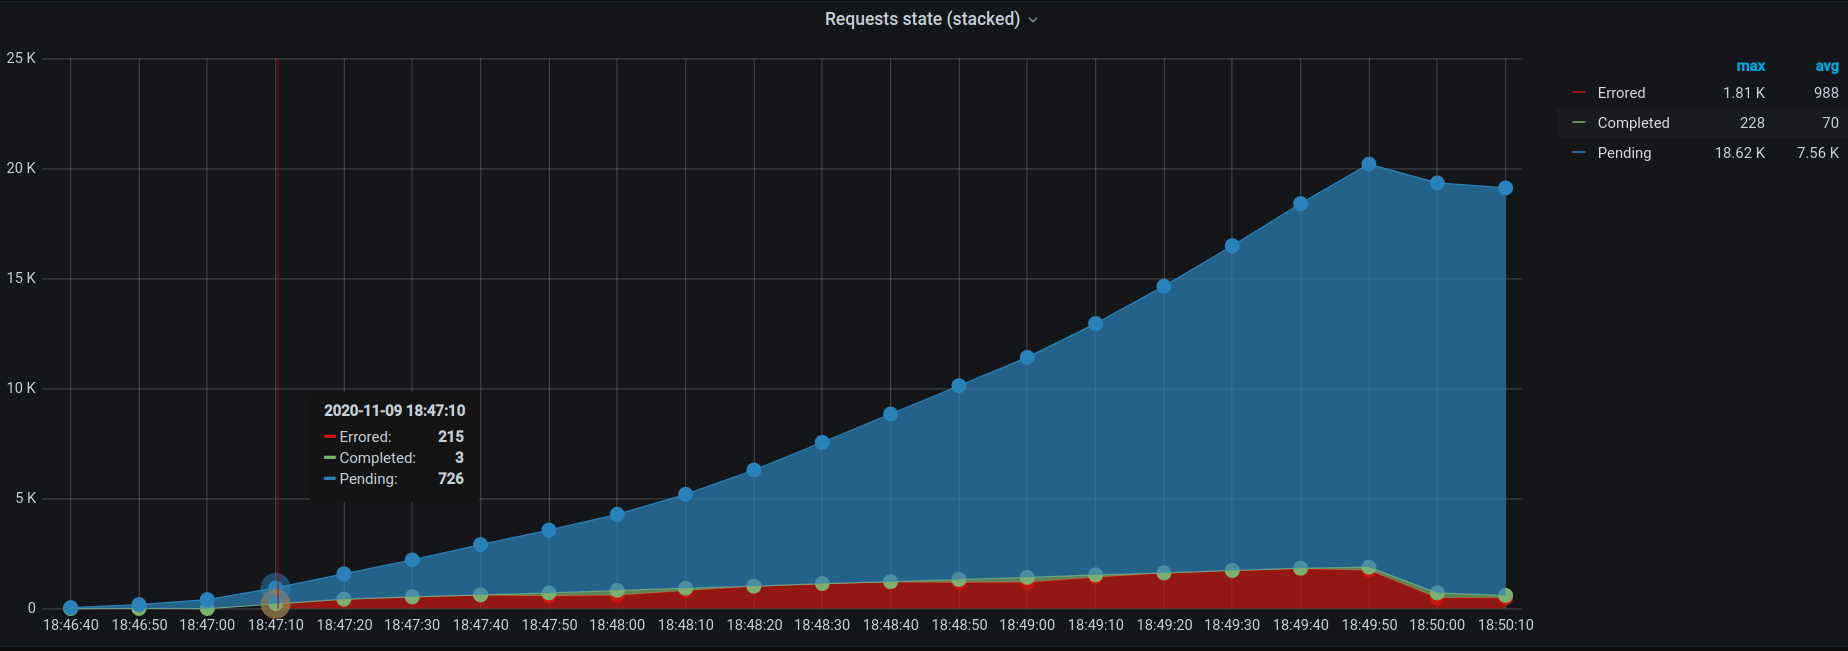 Requests state (stacked)
25 K
20 K
15 K
10 K
5 K
0
18:46:40 18:46:50 18:47:00 18:47:10 18:47:20 18:47:30 18:47:40 18:47:50 18:48:00 18:48:10 18:48:20 18:48:30 18:48:40 18:48:50 18:49:00 18:49:10 18:49:20 18:49:30 18:49:40 18:49:50 18:50:00 18:50:10
2020-11-09 18:47:10
Errored: 215
Completed: 3
Pending: 726
max avg
Errored 1.81 K 988
Completed 228 70
Pending 18.62 K 7.56 K